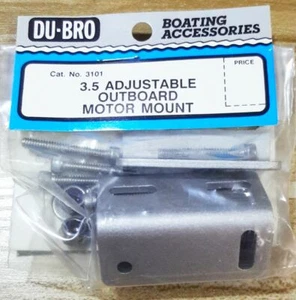 DU-BRO
BOATING
ACCESSORIES
Cat. No. 3101
PRICE
3.5 ADJUSTABLE
OUTBOARD
MOTOR MOUNT